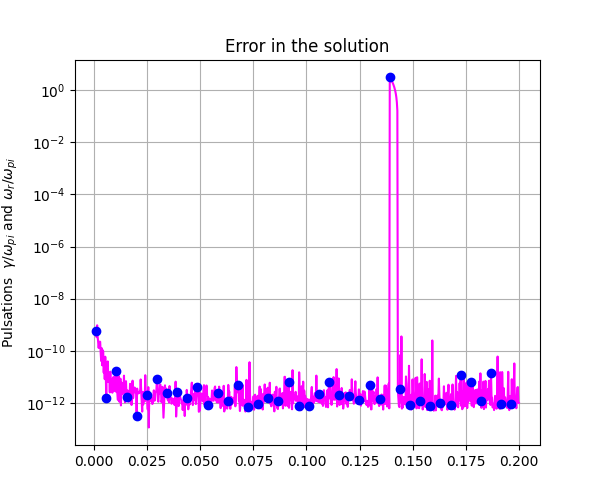 Error in the solution
Pulsations γ/ω_pi and ω_r/ω_pi
10^0
10^−2
10^−4
10^−6
10^−8
10^−10
10^−12
0.000 0.025 0.050 0.075 0.100 0.125 0.150 0.175 0.200